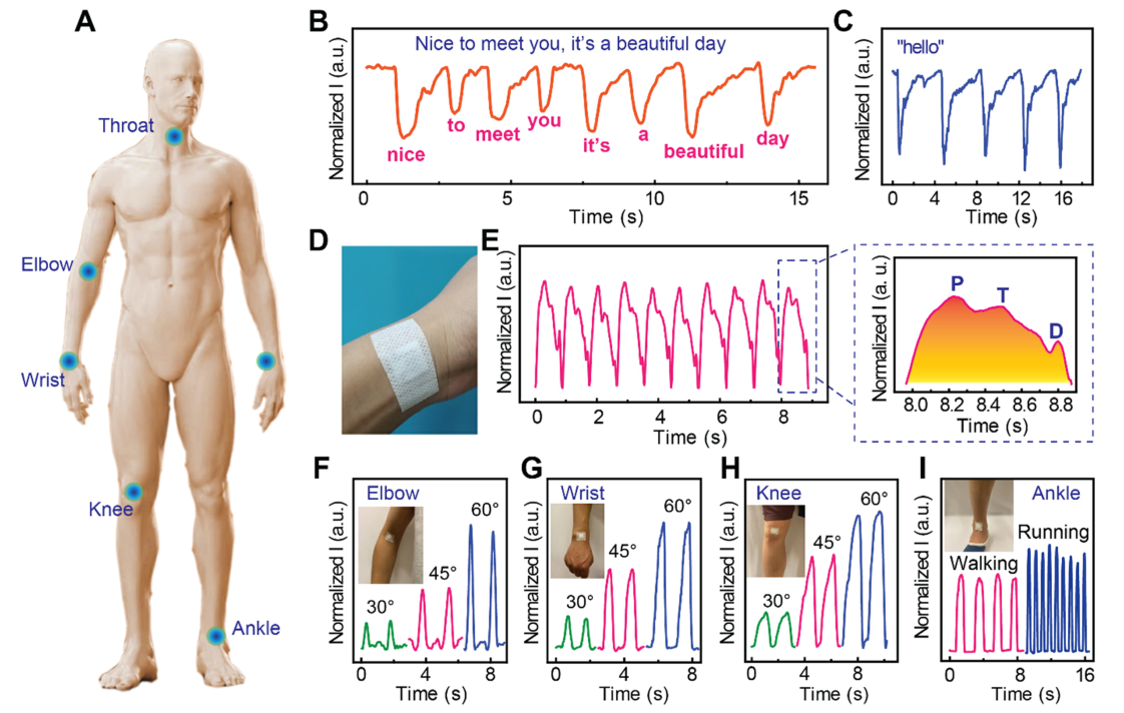 A
Throat
Elbow
Wrist
Knee
Ankle
B
Nice to meet you, it's a beautiful day
Normalized I (a.u.)
nice
to
meet
you
it's
a
beautiful
day
0 5 10 15
Time (s)
C
"hello"
Normalized I (a.u.)
0 4 8 12 16
Time (s)
D
E
Normalized I (a.u.)
0 2 4 6 8
Time (s)
Normalized I (a. u.)
P
T
D
8.0 8.2 8.4 8.6 8.8
Time (s)
F
Elbow
Normalized I (a.u.)
30°
45°
60°
0 4 8
Time (s)
G
Wrist
Normalized I (a.u.)
30°
45°
60°
0 4 8
Time (s)
H
Knee
Normalized I (a.u.)
30°
45°
60°
0 4 8
Time (s)
I
Ankle
Normalized I (a.u.)
Walking
Running
0 8 16
Time (s)